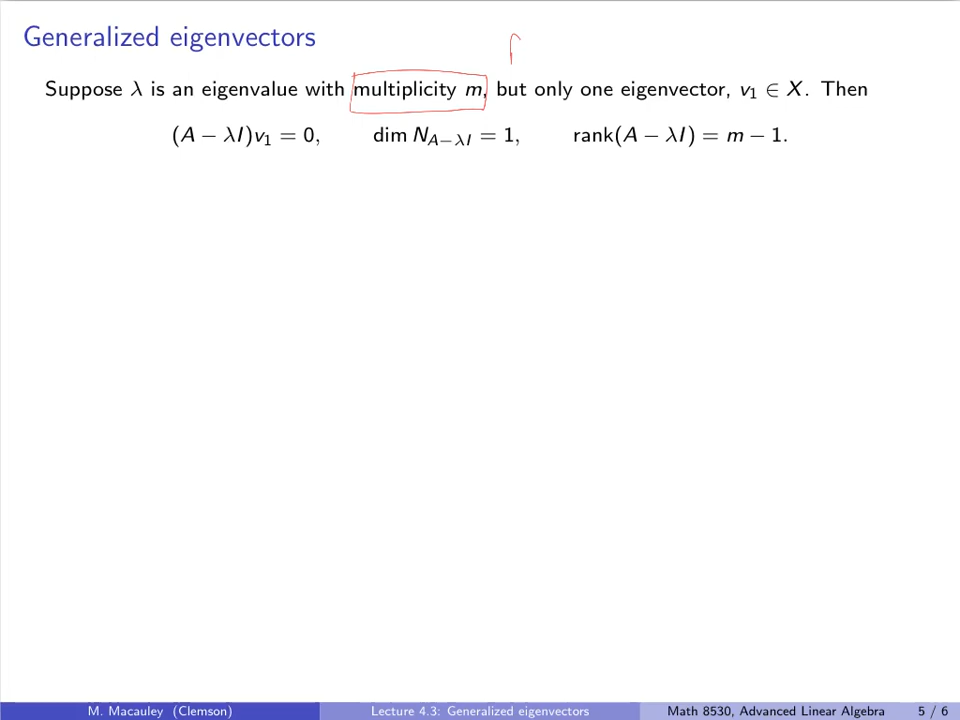 Generalized eigenvectors
Suppose λ is an eigenvalue with multiplicity m, but only one eigenvector, v₁ ∈ X. Then
(A − λI)v₁ = 0, dim N_{A−λI} = 1, rank(A − λI) = m − 1.
M. Macauley (Clemson) Lecture 4.3: Generalized eigenvectors Math 8530, Advanced Linear Algebra 5 / 6